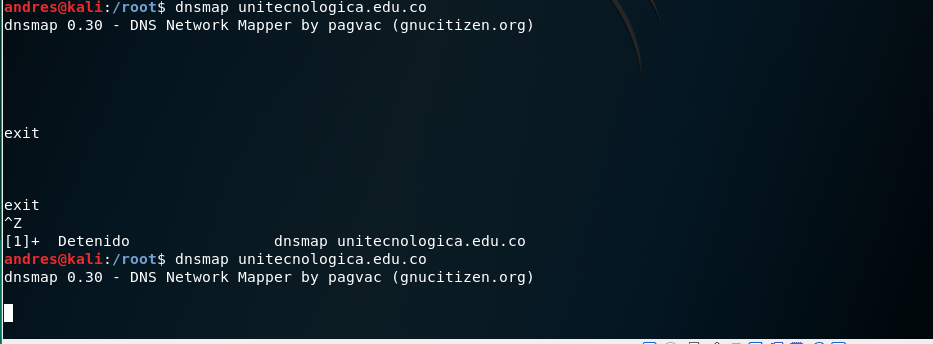 andres@kali:/root$ dnsmap unitecnologica.edu.co
dnsmap 0.30 - DNS Network Mapper by pagvac (gnucitizen.org)
exit
exit
^Z
[1]+  Detenido                dnsmap unitecnologica.edu.co
andres@kali:/root$ dnsmap unitecnologica.edu.co
dnsmap 0.30 - DNS Network Mapper by pagvac (gnucitizen.org)